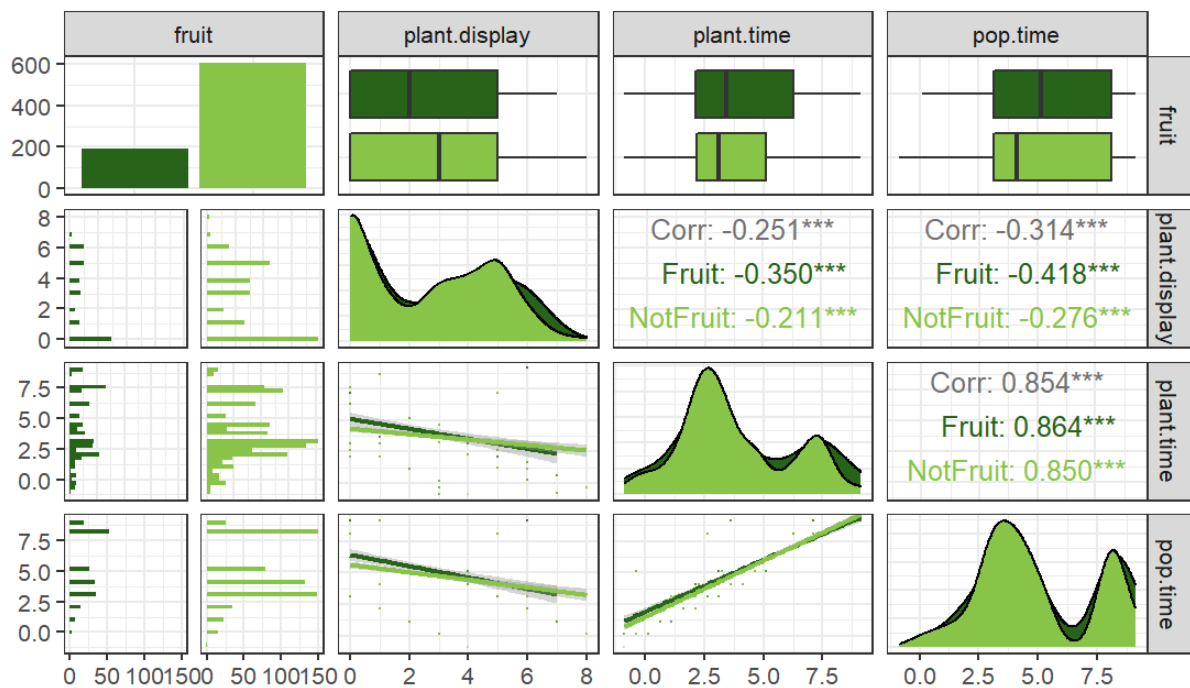 fruit plant.display plant.time pop.time
600
400
200
0
fruit
8
6
4
2
0
Corr: -0.251***
Fruit: -0.350***
NotFruit: -0.211***
Corr: -0.314***
Fruit: -0.418***
NotFruit: -0.276***
plant.display
7.5
5.0
2.5
0.0
Corr: 0.854***
Fruit: 0.864***
NotFruit: 0.850***
plant.time
7.5
5.0
2.5
0.0
pop.time
0 50 100150 0 50 100150 0 2 4 6 8 0.0 2.5 5.0 7.5 0.0 2.5 5.0 7.5